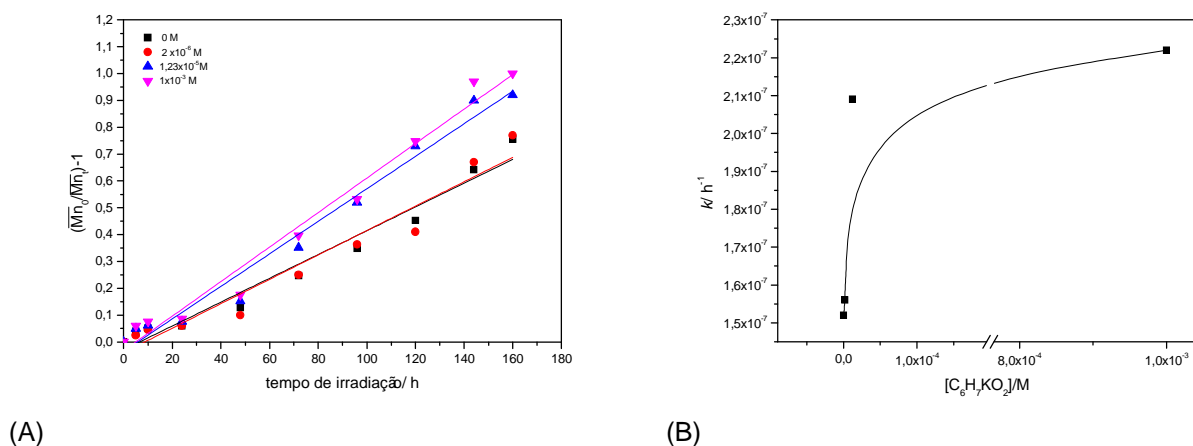 1,2
1,1
1,0
0,9
0,8
0,7
0,6
0,5
0,4
0,3
0,2
0,1
0,0
(Mn₀/Mnₜ)-1
0 M
2 x10⁻⁶ M
1,23x10⁻⁵M
1x10⁻³ M
0 20 40 60 80 100 120 140 160 180
tempo de irradiação/ h
(A)
2,3x10⁻⁷
2,2x10⁻⁷
2,1x10⁻⁷
2,0x10⁻⁷
1,9x10⁻⁷
1,8x10⁻⁷
1,7x10⁻⁷
1,6x10⁻⁷
1,5x10⁻⁷
k/ h⁻¹
0,0 1,0x10⁻⁴ 8,0x10⁻⁴ 1,0x10⁻³
[C₆H₇KO₂]/M
(B)